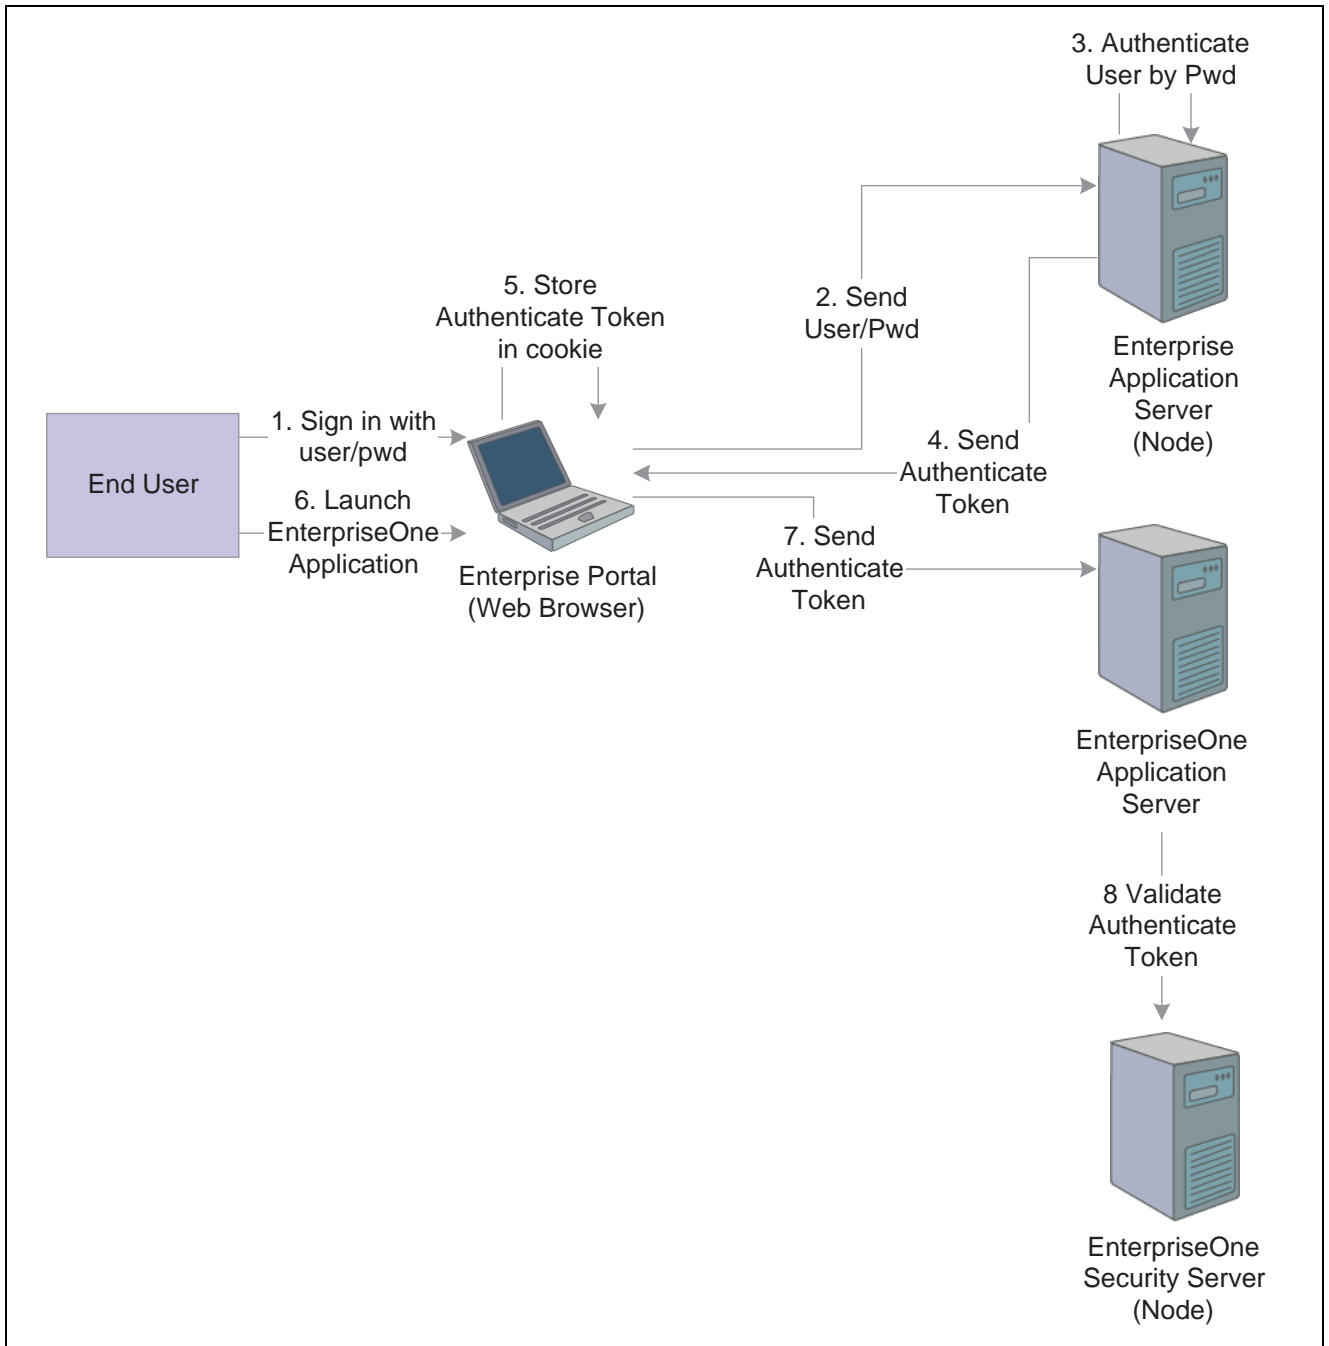 3. Authenticate
User by Pwd
Enterprise
Application
Server
(Node)
2. Send
User/Pwd
5. Store
Authenticate Token
in cookie
1. Sign in with
user/pwd
End User
6. Launch
EnterpriseOne
Application
Enterprise Portal
(Web Browser)
4. Send
Authenticate
Token
7. Send
Authenticate
Token
EnterpriseOne
Application
Server
8 Validate
Authenticate
Token
EnterpriseOne
Security Server
(Node)